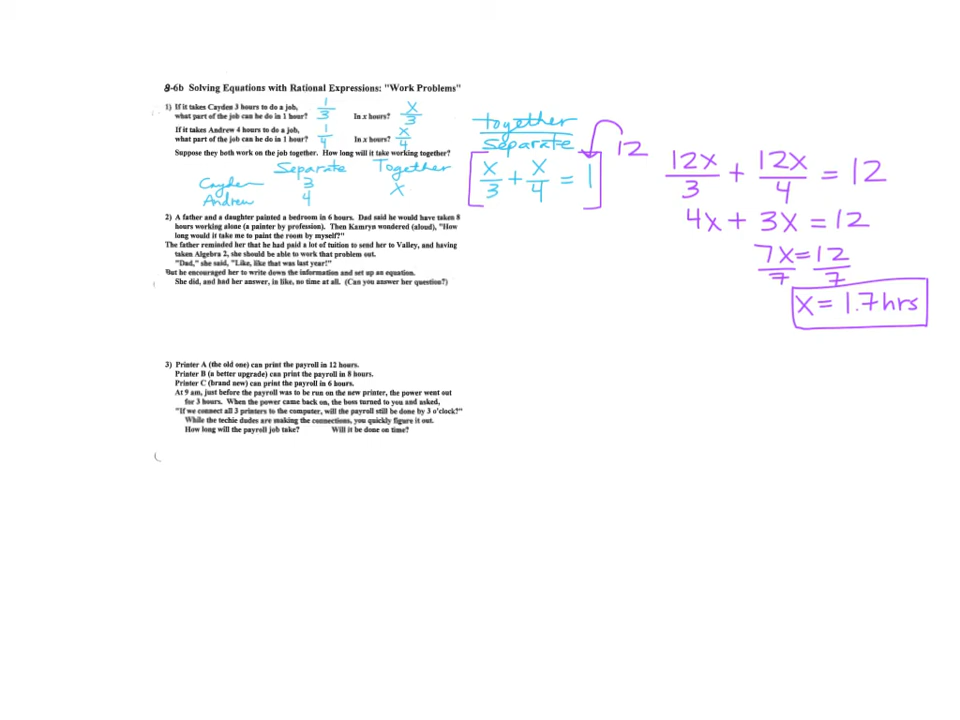 8-6b Solving Equations with Rational Expressions: "Work Problems"
1) If it takes Cayden 3 hours to do a job,
what part of the job can he do in 1 hour? 1/3 In x hours? x/3
If it takes Andrew 4 hours to do a job,
what part of the job can he do in 1 hour? 1/4 In x hours? x/4
Suppose they both work on the job together. How long will it take working together?
Separate Together
Cayden 3 x
Andrew 4
together
separate
[x/3 + x/4 = 1] 12
12x/3 + 12x/4 = 12
4x + 3x = 12
7x/7 = 12/7
x = 1.7 hrs
2) A father and a daughter painted a bedroom in 6 hours. Dad said he would have taken 8
hours working alone (a painter by profession). Then Kamryn wondered (aloud), "How
long would it take me to paint the room by myself?"
The father reminded her that he had paid a lot of tuition to send her to Valley, and having
taken Algebra 2, she should be able to work that problem out.
"Dad," she said, "Like, like that was last year!"
But he encouraged her to write down the information and set up an equation.
She did, and had her answer, in like, no time at all. (Can you answer her question?)
3) Printer A (the old one) can print the payroll in 12 hours.
Printer B (a better upgrade) can print the payroll in 8 hours.
Printer C (brand new) can print the payroll in 6 hours.
At 9 am, just before the payroll was to be run on the new printer, the power went out
for 3 hours. When the power came back on, the boss turned to you and asked,
"If we connect all 3 printers to the computer, will the payroll still be done by 3 o'clock?"
While the techie dudes are making the connections, you quickly figure it out.
How long will the payroll job take? Will it be done on time?